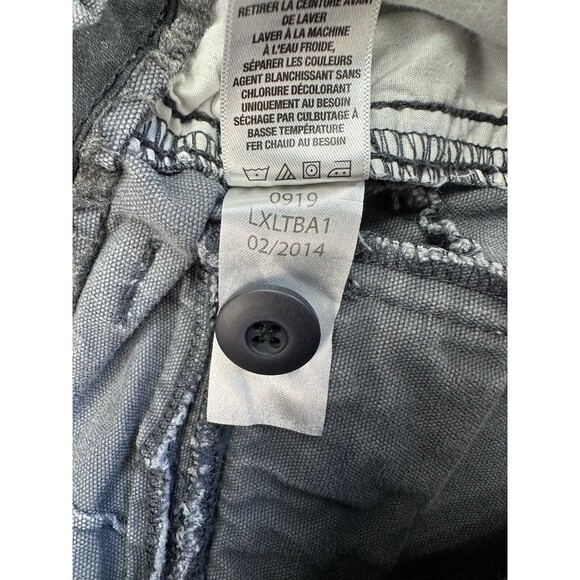 RETIRER LA CEINTURE AVANT
DE LAVER
LAVER À LA MACHINE
À L'EAU FROIDE,
SÉPARER LES COULEURS
AGENT BLANCHISSANT SANS
CHLORURE DÉCOLORANT
UNIQUEMENT AU BESOIN
SÉCHAGE PAR CULBUTAGE À
BASSE TEMPÉRATURE
FER CHAUD AU BESOIN
0919
LXLTBA1
02/2014